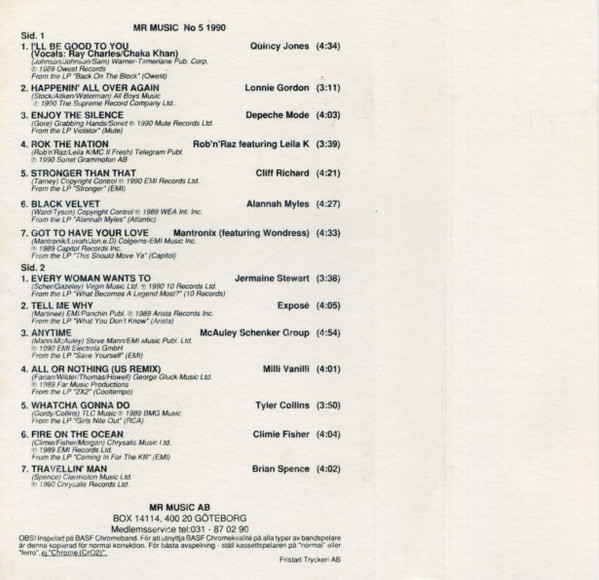 MR MUSIC No 5 1990
Sid. 1
1. I'LL BE GOOD TO YOU Quincy Jones (4:34)
(Vocals: Ray Charles/Chaka Khan)
(Johnson/Johnson/Sam) Warner-Tamerlane Pub. Corp.
℗ 1989 Qwest Records
From the LP "Back On The Block" (Qwest)
2. HAPPENIN' ALL OVER AGAIN Lonnie Gordon (3:11)
(Stock/Aitken/Waterman) All Boys Music
℗ 1990 The Supreme Record Company Ltd.
3. ENJOY THE SILENCE Depeche Mode (4:03)
(Gore) Grabbing Hands/Sonet ℗ 1990 Mute Records Ltd.
From the LP Violator" (Mute)
4. ROK THE NATION Rob'n'Raz featuring Leila K (3:39)
(Rob'n'Raz/Leila K/MC II Fresh) Telegram Publ.
℗ 1990 Sonet Grammofon AB
5. STRONGER THAN THAT Cliff Richard (4:21)
(Tarney) Copyright Control ℗ 1990 EMI Records Ltd.
From the LP "Stronger" (EMI)
6. BLACK VELVET Alannah Myles (4:27)
(Ward/Tyson) Copyright Control ℗ 1989 WEA Int. Inc.
From the LP "Alannah Myles" (Atlantic)
7. GOT TO HAVE YOUR LOVE Mantronix (featuring Wondress) (4:33)
(Mantronik/Luvah/Jon.e.D) Colgems-EMI Music Inc.
℗ 1989 Capitol Records Inc.
From the LP "This Should Move Ya" (Capitol)
Sid. 2
1. EVERY WOMAN WANTS TO Jermaine Stewart (3:38)
(Scher/Gazeley) Virgin Music Ltd. ℗ 1990 10 Records Ltd.
From the LP "What Becomes A Legend Most?" (10 Records)
2. TELL ME WHY Exposé (4:05)
(Martineé) EMI/Panchin Publ. ℗ 1989 Arista Records Inc.
From the LP "What You Don't Know" (Arista)
3. ANYTIME McAuley Schenker Group (4:54)
(Mann/McAuley) Steve Mann/EMI Music Publ. Ltd.
℗ 1990 EMI Electrola GmbH
From the LP "Save Yourself" (EMI)
4. ALL OR NOTHING (US REMIX) Milli Vanilli (4:01)
(Farian/Wilder/Thomas/Howell) George Gluck Music Ltd.
℗ 1989 Far Music Productions
From the LP "2X2" (Cooltempo)
5. WHATCHA GONNA DO Tyler Collins (3:50)
(Gordy/Collins) TLC Music ℗ 1989 BMG Music
From the LP "Girls Nite Out" (RCA)
6. FIRE ON THE OCEAN Climie Fisher (4:04)
(Climie/Fisher/Morgan) Chrysalis Music Ltd.
℗ 1989 EMI Records Ltd.
From the LP "Coming In For The Kill" (EMI)
7. TRAVELLIN' MAN Brian Spence (4:02)
(Spence) Clermiston Music Ltd.
℗ 1990 Chrysalis Records Ltd.
MR MUSIC AB
BOX 14114, 400 20 GÖTEBORG
Medlemsservice tel:031 - 87 02 90
OBS! Inspelad på BASF Chromeband. För att utnyttja BASF Chromekvalité på alla typer av bandspelare
är denna kopierad för normal korrektion. För bästa avspelning - ställ kassettspelaren på "normal" eller
"ferro", ej "Chrome (CrO2)".
Fristad Tryckeri AB